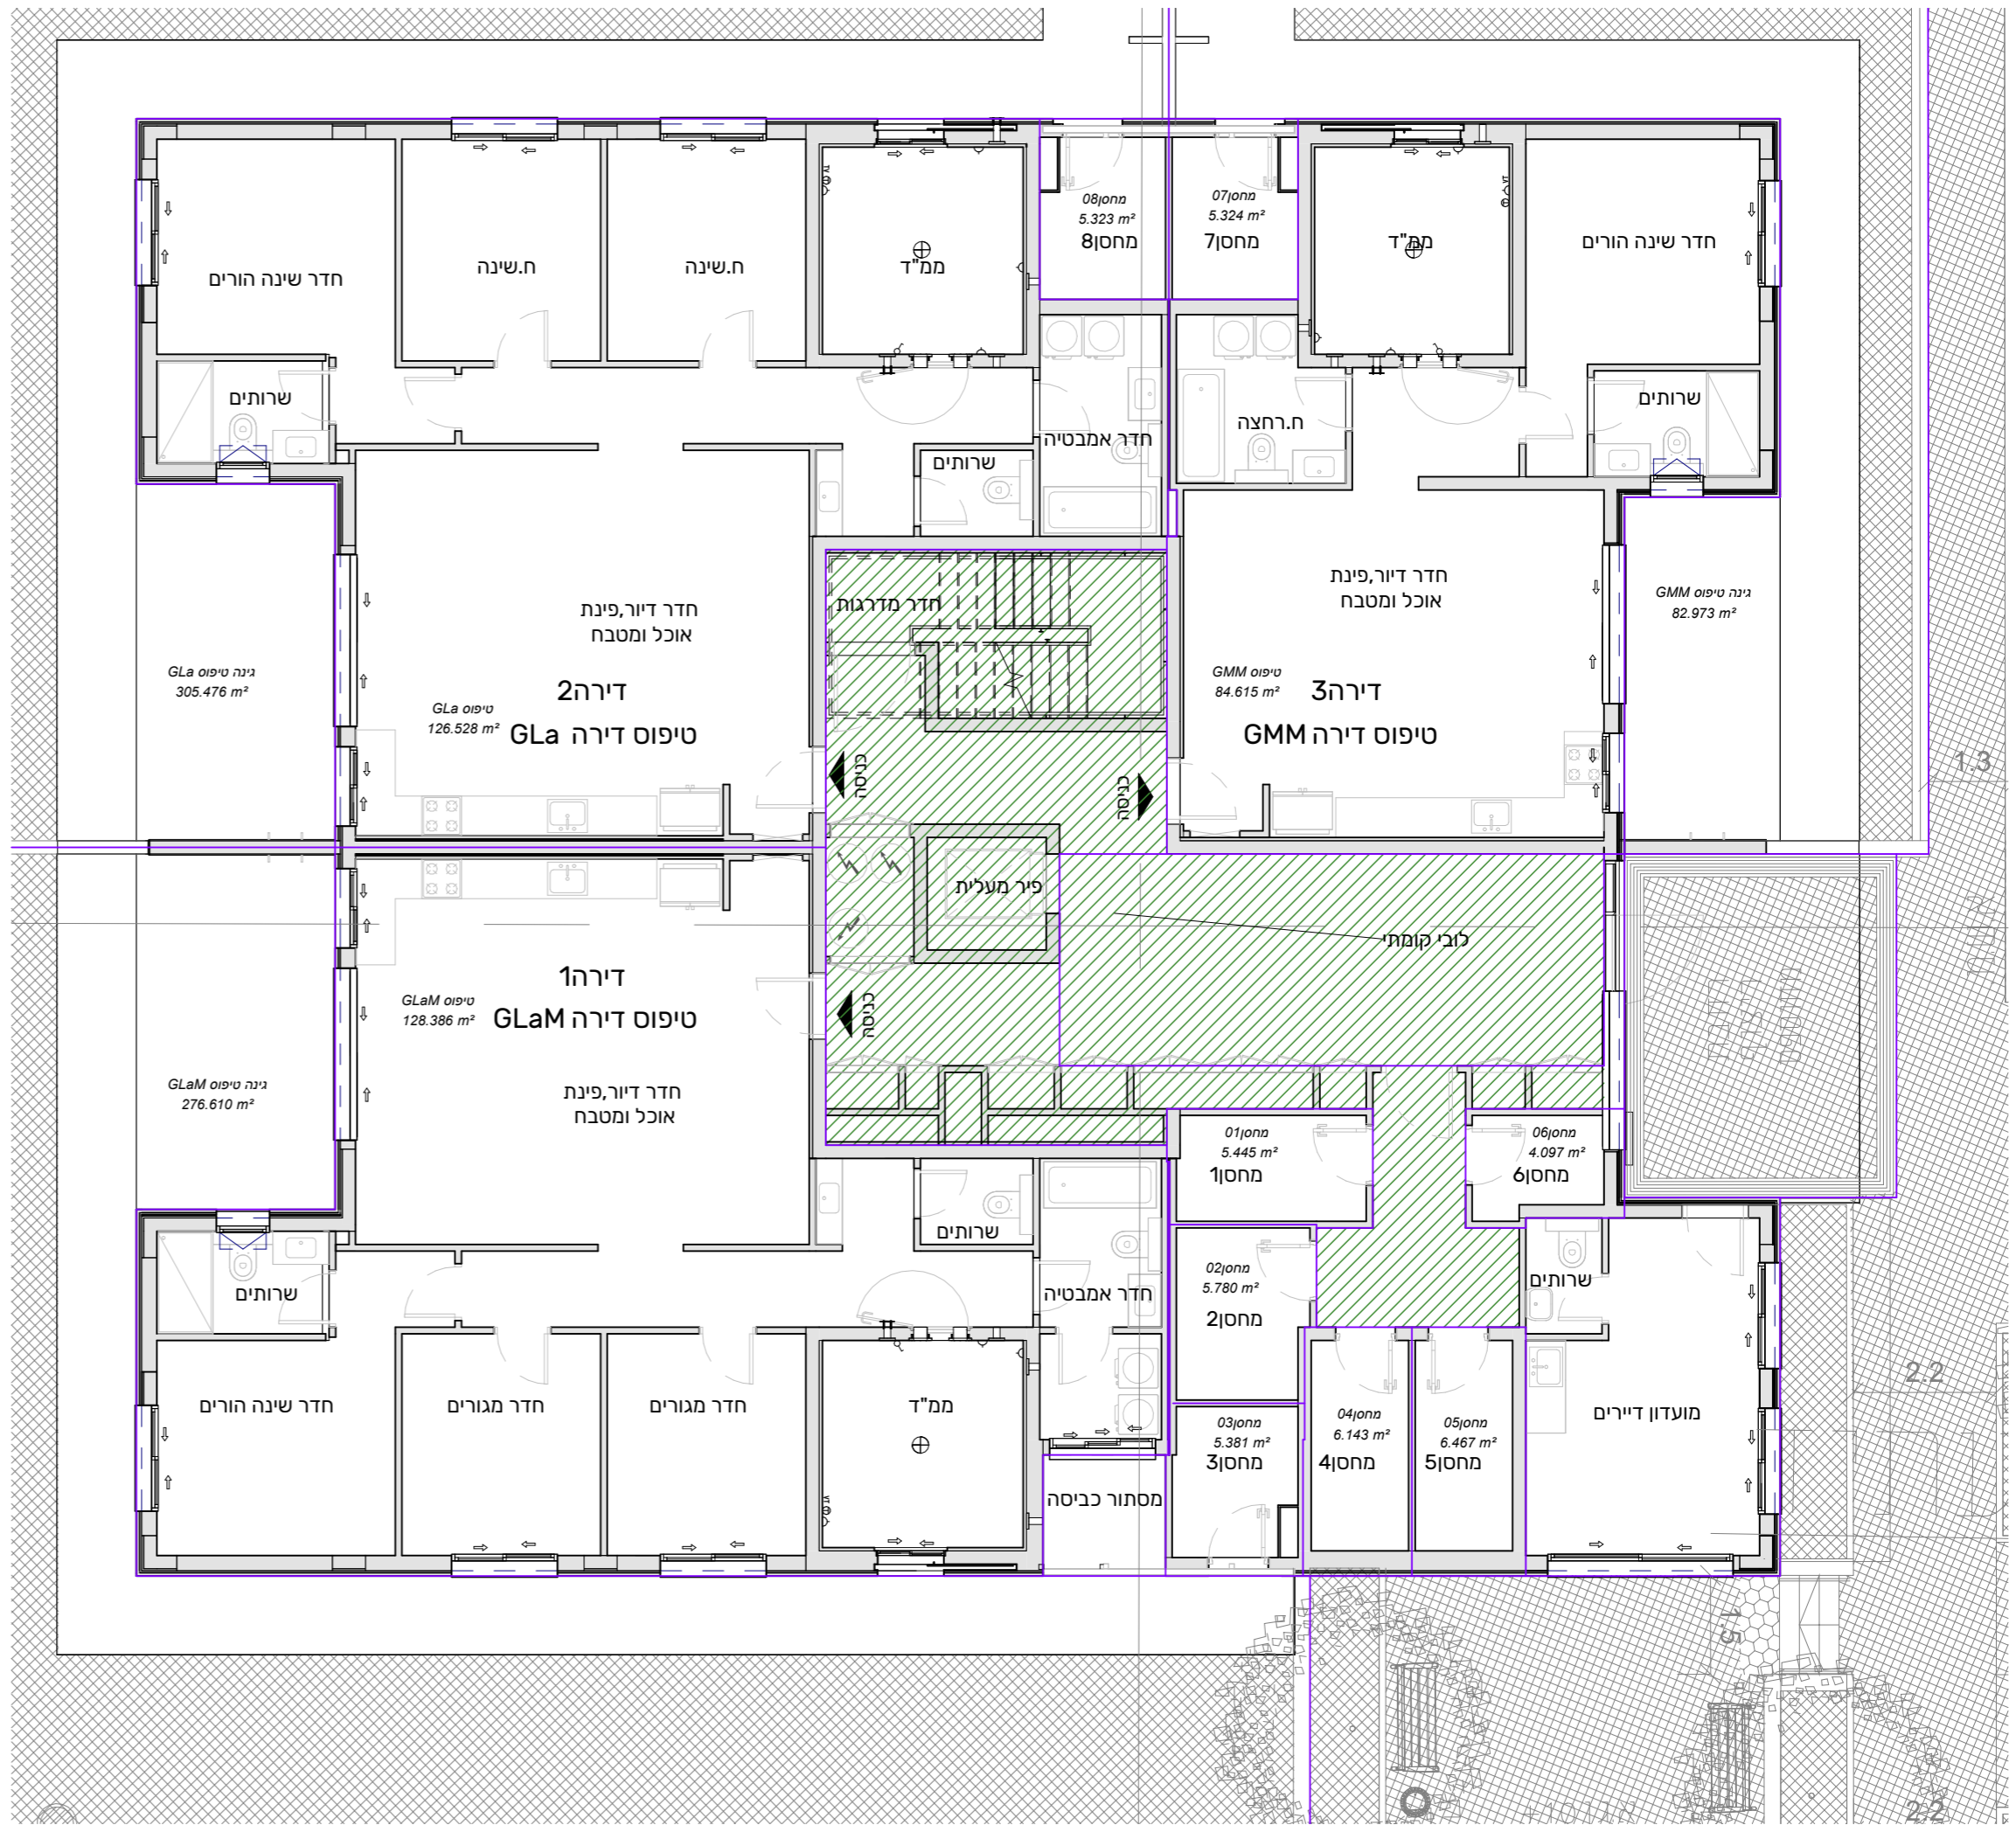 מחסן08
5.323 m²
מחסן8
מחסן07
5.324 m²
מחסן7
ממ"ד
חדר שינה הורים
חדר שינה הורים
ח.שינה
ח.שינה
ממ"ד
שרותים
שרותים
ח.רחצה
חדר אמבטיה
שרותים
חדר מדרגות
חדר דיור,פינת
אוכל ומטבח
חדר דיור,פינת
אוכל ומטבח
גינה טיפוס GMM
82.973 m²
גינה טיפוס GLa
305.476 m²
טיפוס GLa
126.528 m²
דירה2
טיפוס דירה GLa
טיפוס GMM
84.615 m²
דירה3
טיפוס דירה GMM
כניסה
כניסה
1.3
פיר מעלית
לובי קומתי
דירה1
טיפוס GLaM
128.386 m²
טיפוס דירה GLaM
כניסה
חדר דיור,פינת
אוכל ומטבח
גינה טיפוס GLaM
276.610 m²
מחסן01
5.445 m²
מחסן1
מחסן06
4.097 m²
מחסן6
שרותים
מחסן02
5.780 m²
מחסן2
שרותים
חדר אמבטיה
שרותים
2.2
חדר שינה הורים
חדר מגורים
חדר מגורים
ממ"ד
מחסן03
5.381 m²
מחסן3
מחסן04
6.143 m²
מחסן4
מחסן05
6.467 m²
מחסן5
מועדון דיירים
מסתור כביסה
1.5
2.2